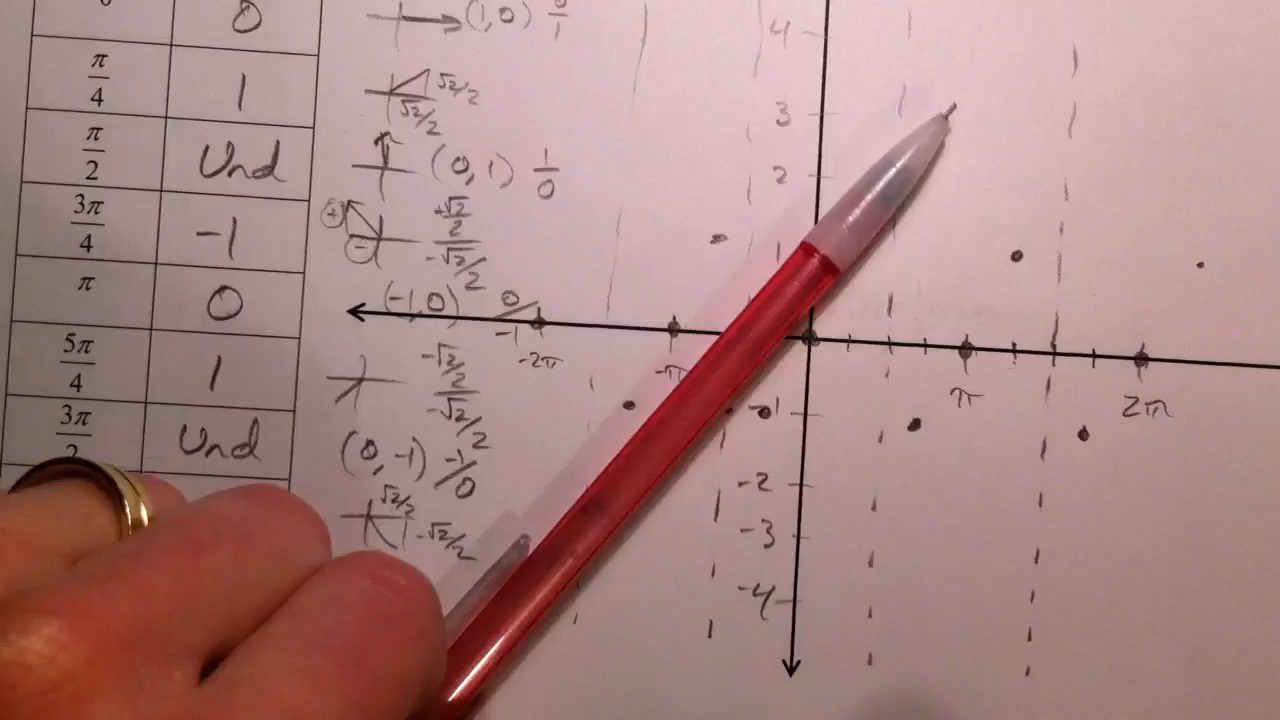 0 (1,0) 0/1
π/4 1 √2/2
√2/2
π/2 Und (0,1) 1/0
3π/4 -1 + - +√2/2 / -√2/2
π 0 (-1,0) 0/-1
5π/4 1 -√2/2 / -√2/2
3π/2 Und (0,-1) -1/0
√2/2 -√2/2
4
3
2
1
-2π -π π 2π
-1
-2
-3
-4